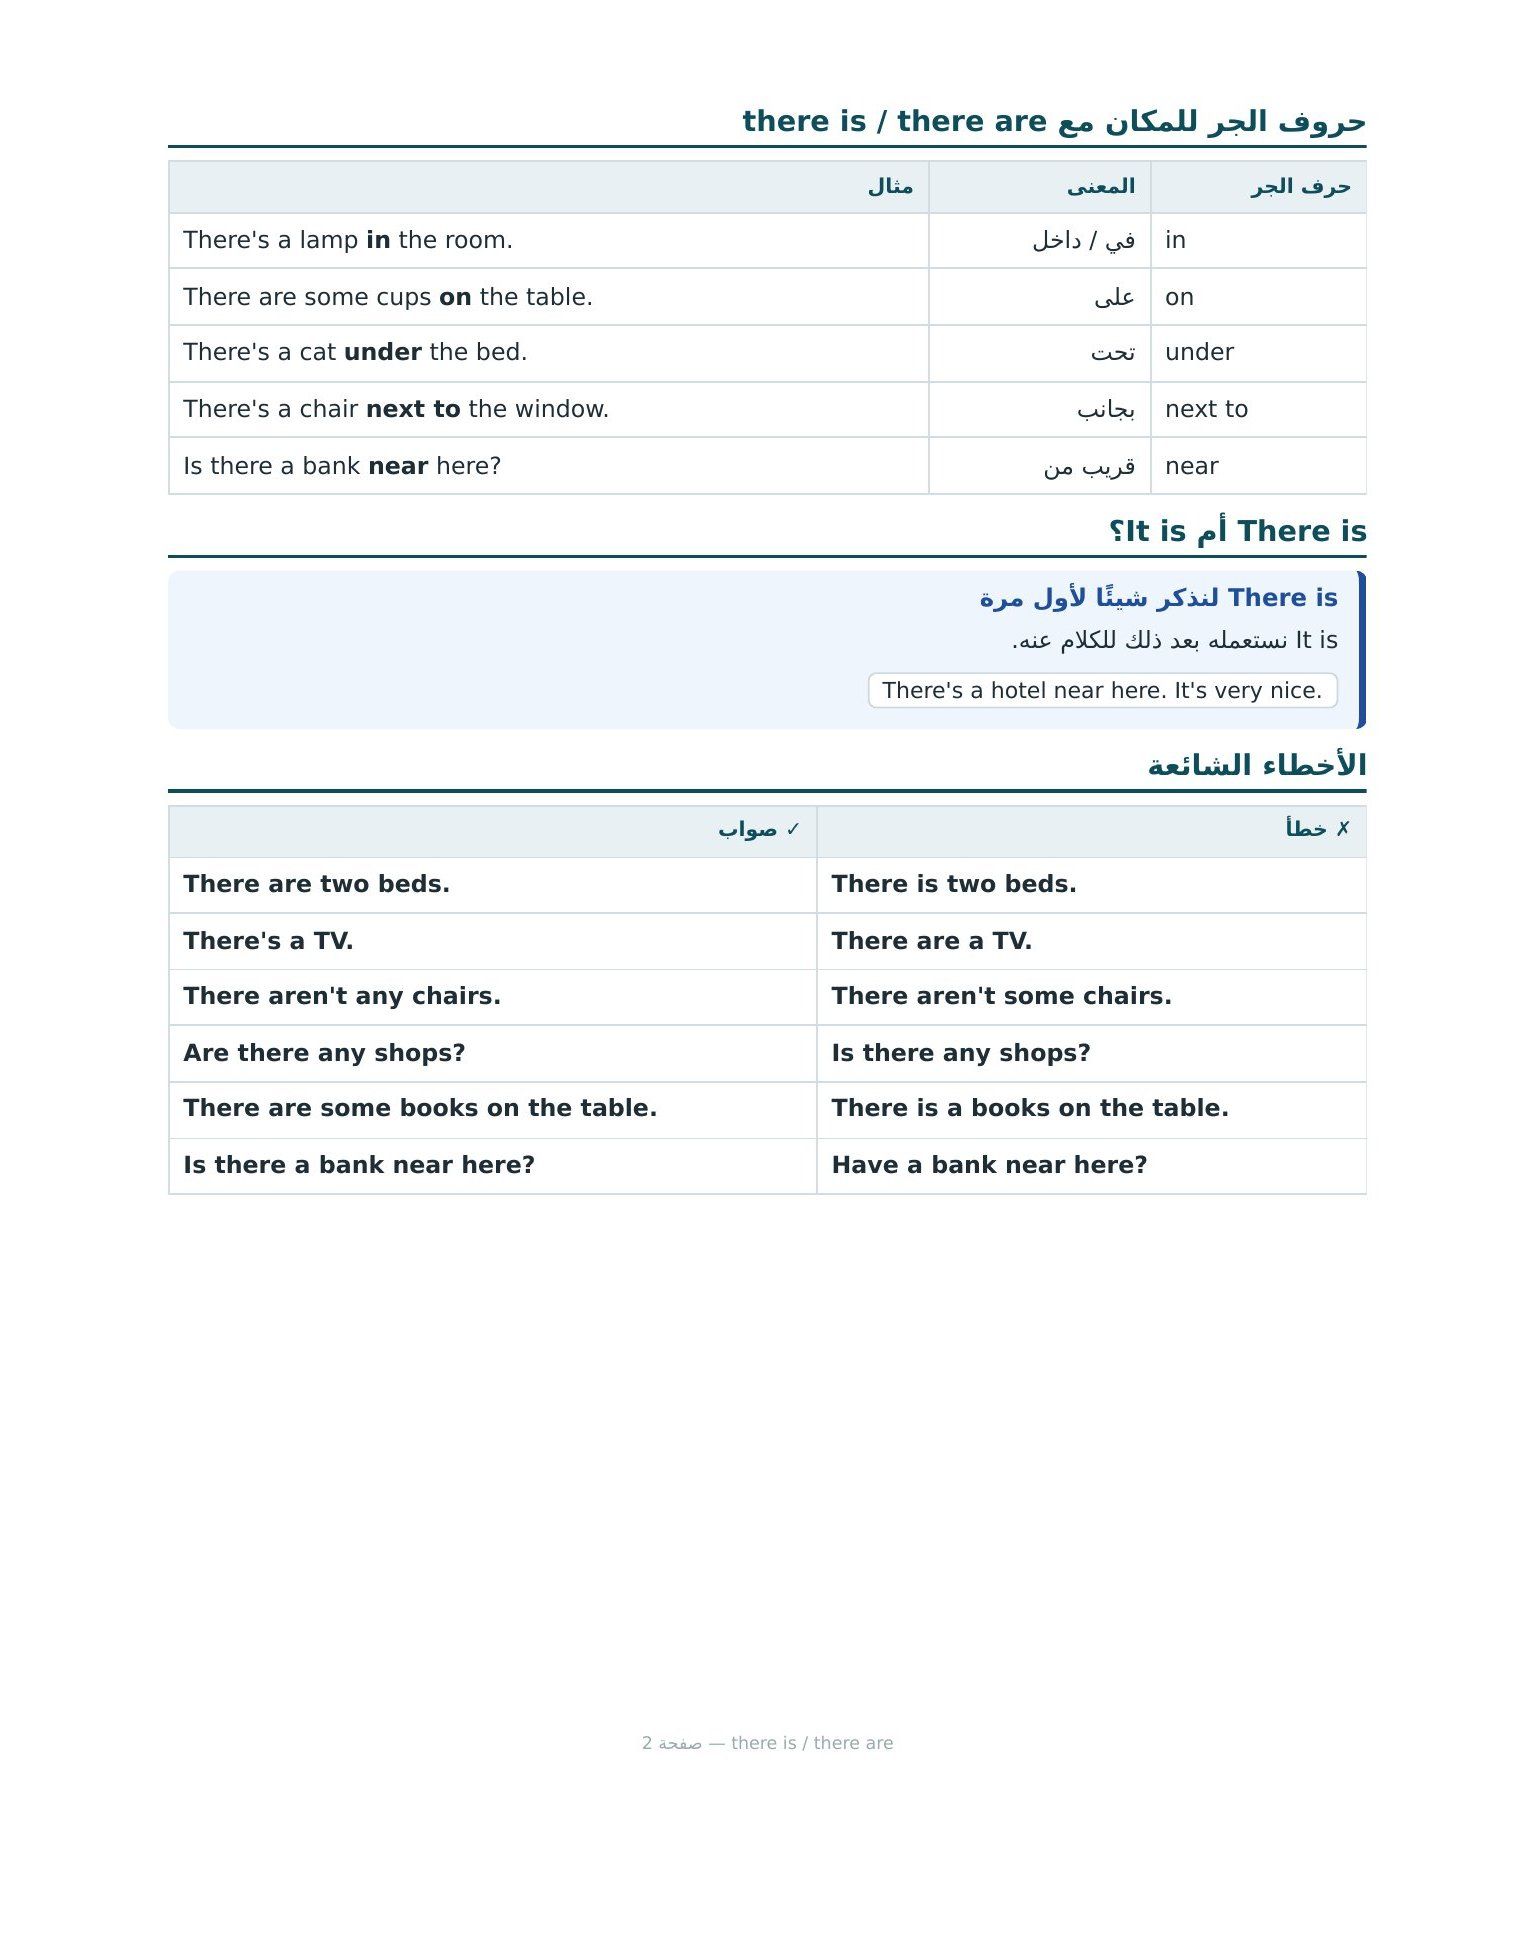 حروف الجر للمكان مع there is / there are
حرف الجر المعنى مثال
in في / داخل There's a lamp in the room.
on على There are some cups on the table.
under تحت There's a cat under the bed.
next to بجانب There's a chair next to the window.
near قريب من Is there a bank near here?
There is أم It is؟
There is لنذكر شيئًا لأول مرة
It is نستعمله بعد ذلك للكلام عنه.
There's a hotel near here. It's very nice.
الأخطاء الشائعة
✗ خطأ ✓ صواب
There is two beds. There are two beds.
There are a TV. There's a TV.
There aren't some chairs. There aren't any chairs.
Is there any shops? Are there any shops?
There is a books on the table. There are some books on the table.
Have a bank near here? Is there a bank near here?
there is / there are — صفحة 2